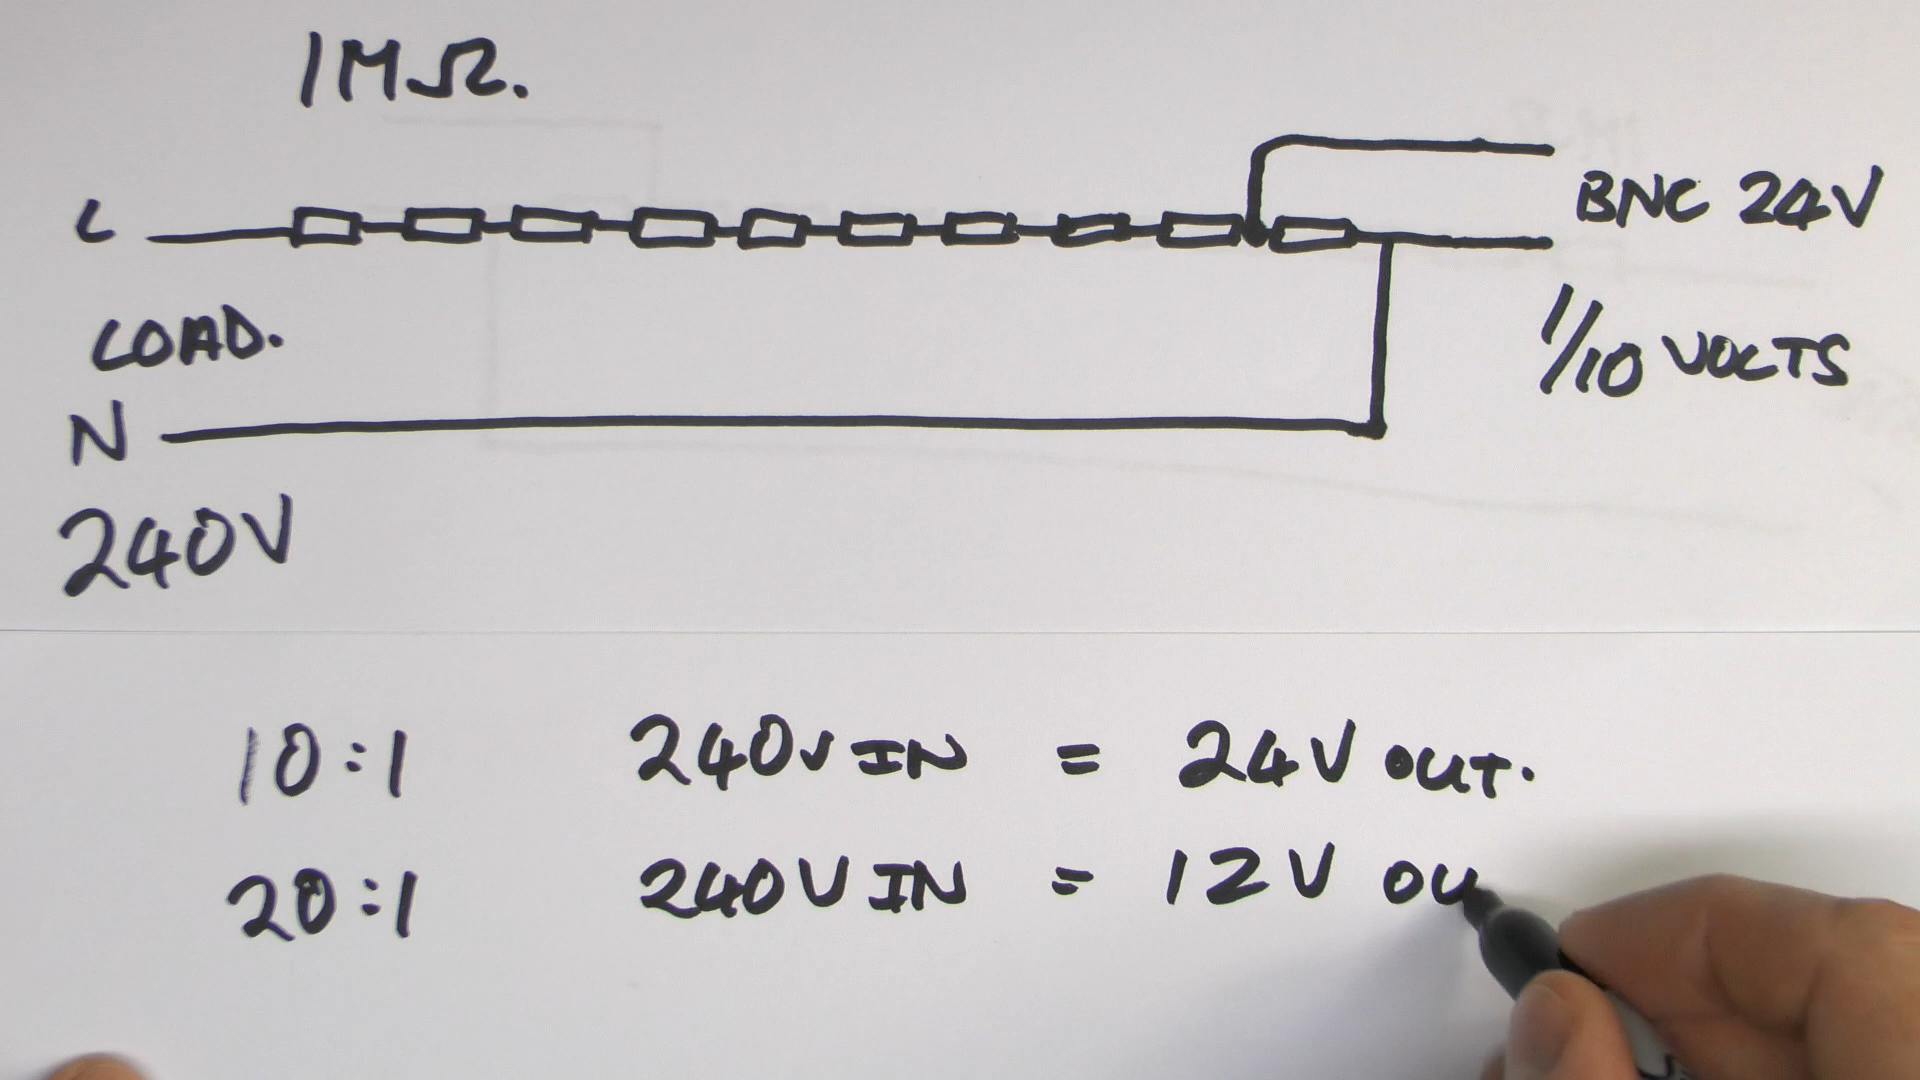 1MΩ.
L
BNC 24V
LOAD.
1/10 VOLTS
N
240V
10:1 240V IN = 24V OUT.
20:1 240V IN = 12V OU